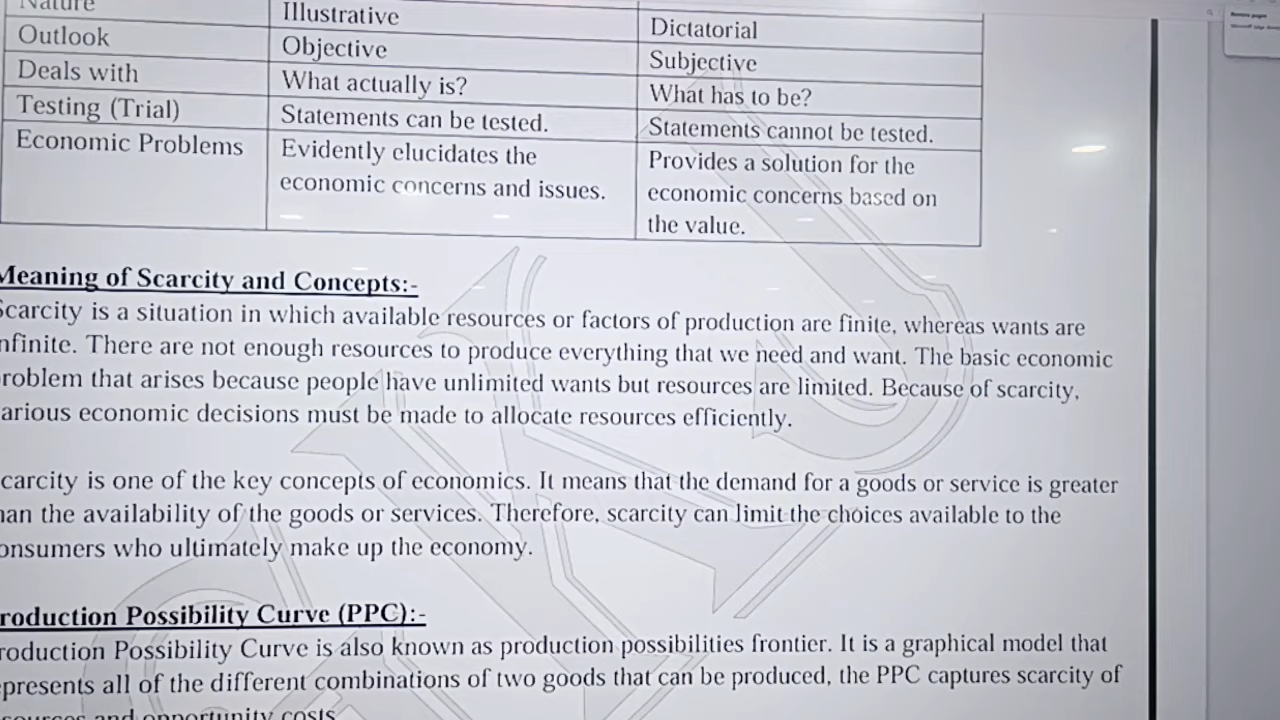 Nature Illustrative Dictatorial
Outlook Objective Subjective
Deals with What actually is? What has to be?
Testing (Trial) Statements can be tested. Statements cannot be tested.
Economic Problems Evidently elucidates the economic concerns and issues. Provides a solution for the economic concerns based on the value.
Meaning of Scarcity and Concepts:-
Scarcity is a situation in which available resources or factors of production are finite, whereas wants are
nfinite. There are not enough resources to produce everything that we need and want. The basic economic
roblem that arises because people have unlimited wants but resources are limited. Because of scarcity,
arious economic decisions must be made to allocate resources efficiently.
carcity is one of the key concepts of economics. It means that the demand for a goods or service is greater
han the availability of the goods or services. Therefore, scarcity can limit the choices available to the
onsumers who ultimately make up the economy.
roduction Possibility Curve (PPC):-
roduction Possibility Curve is also known as production possibilities frontier. It is a graphical model that
presents all of the different combinations of two goods that can be produced, the PPC captures scarcity of
sources and opportunity costs